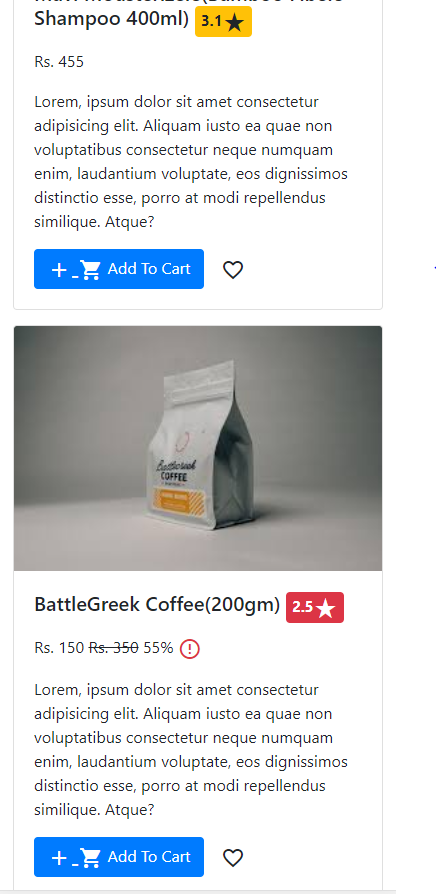 Shampoo 400ml) 3.1
Rs. 455
Lorem, ipsum dolor sit amet consectetur
adipisicing elit. Aliquam iusto ea quae non
voluptatibus consectetur neque numquam
enim, laudantium voluptate, eos dignissimos
distinctio esse, porro at modi repellendus
similique. Atque?
+ - Add To Cart
Battlecreek
COFFEE
BattleGreek Coffee(200gm) 2.5
Rs. 150 Rs. 350 55%
Lorem, ipsum dolor sit amet consectetur
adipisicing elit. Aliquam iusto ea quae non
voluptatibus consectetur neque numquam
enim, laudantium voluptate, eos dignissimos
distinctio esse, porro at modi repellendus
similique. Atque?
+ - Add To Cart